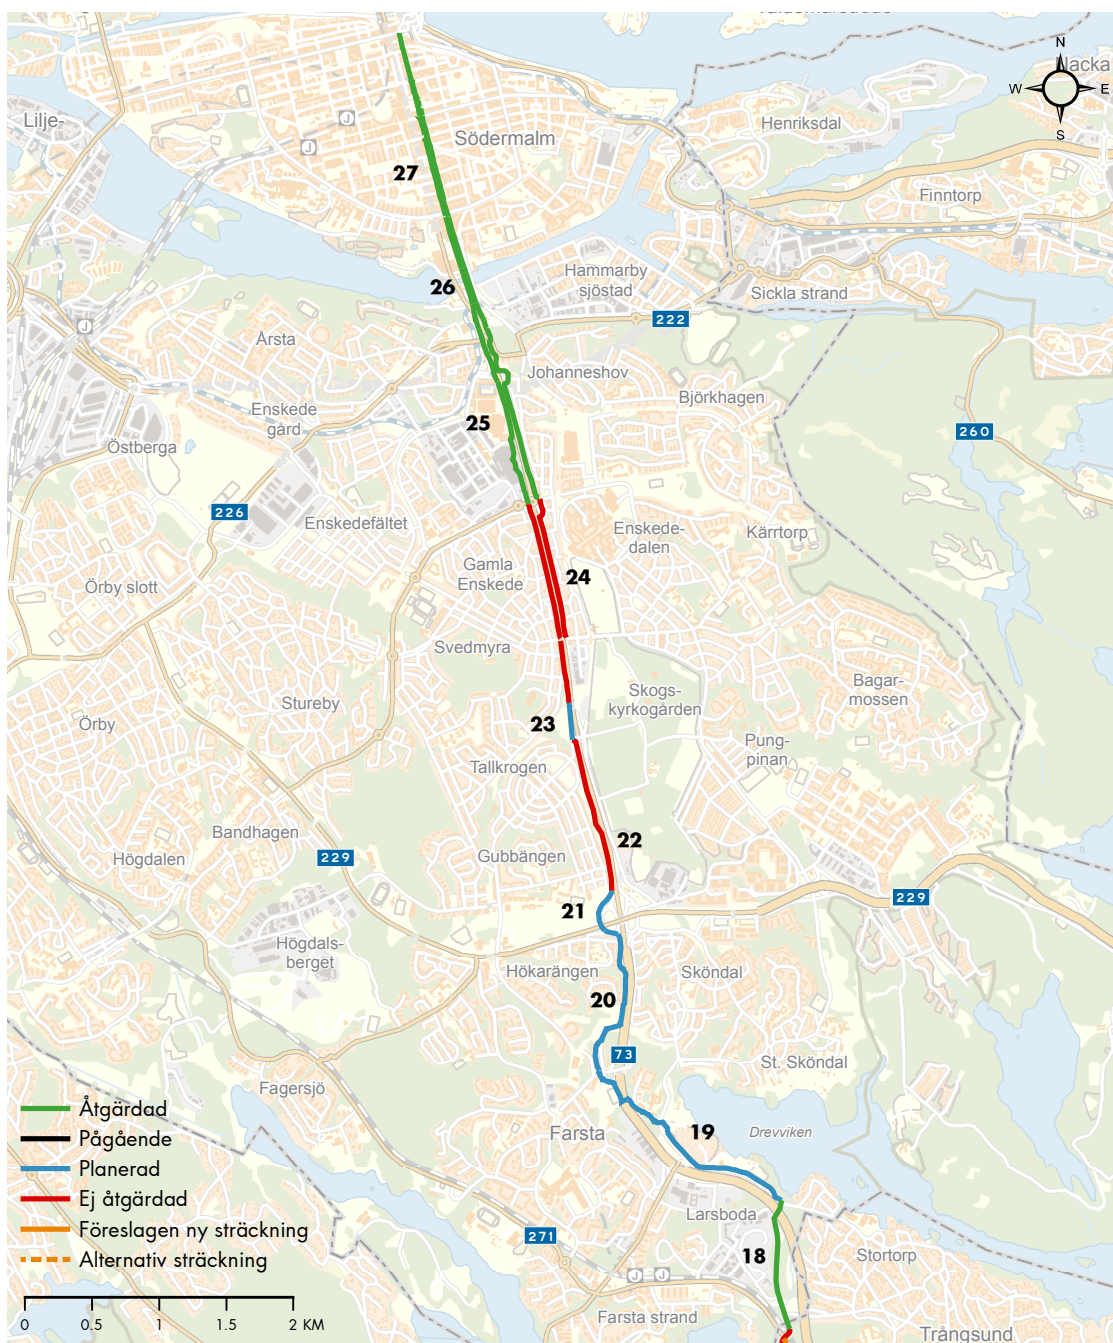 N
Nacka
W
E
S
Lilje-
J
J
Södermalm
Henriksdal
27
Finntorp
26
Hammarby
sjöstad
Sickla strand
222
J
Årsta
Johanneshov
Björkhagen
Enskede
gård
25
260
Östberga
226
Enskedefältet
Enskede-
dalen
Kärrtorp
Gamla
Enskede
24
Örby slott
Svedmyra
Skogs-
kyrkogården
Bagar-
mossen
Stureby
Örby
23
Pung-
pinan
Tallkrogen
Bandhagen
22
Högdalen
229
Gubbängen
229
21
Högdals-
berget
Hökarängen
Sköndal
20
73
St. Sköndal
Fagersjö
Åtgärdad
Pågående
Planerad
Ej åtgärdad
Föreslagen ny sträckning
Alternativ sträckning
Farsta
19
Drevviken
Larsboda
271
18
Stortorp
J
J
0
0.5
1
1.5
2 KM
Farsta strand
Trångsund